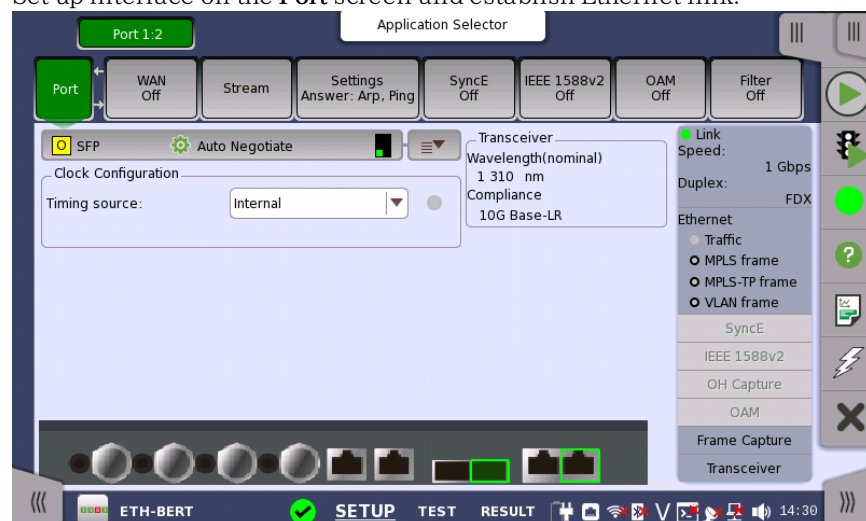 Set up interface on the Port screen and establish Ethernet link.
Port 1:2
Application Selector
Port
WAN
Off
Stream
Settings
Answer: Arp, Ping
SyncE
Off
IEEE 1588v2
Off
OAM
Off
Filter
Off
O SFP
Auto Negotiate
Clock Configuration
Timing source:
Internal
Transceiver
Wavelength(nominal)
1 310 nm
Compliance
10G Base-LR
Link
Speed:
1 Gbps
Duplex:
FDX
Ethernet
Traffic
MPLS frame
MPLS-TP frame
VLAN frame
SyncE
IEEE 1588v2
OH Capture
OAM
Frame Capture
Transceiver
ETH-BERT
SETUP
TEST
RESULT
14:30